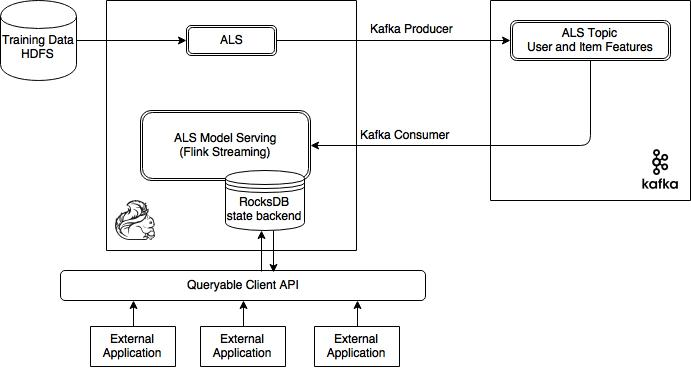 Training Data
HDFS
ALS
Kafka Producer
ALS Topic
User and Item Features
ALS Model Serving
(Flink Streaming)
Kafka Consumer
kafka
RocksDB
state backend
Queryable Client API
External
Application
External
Application
External
Application